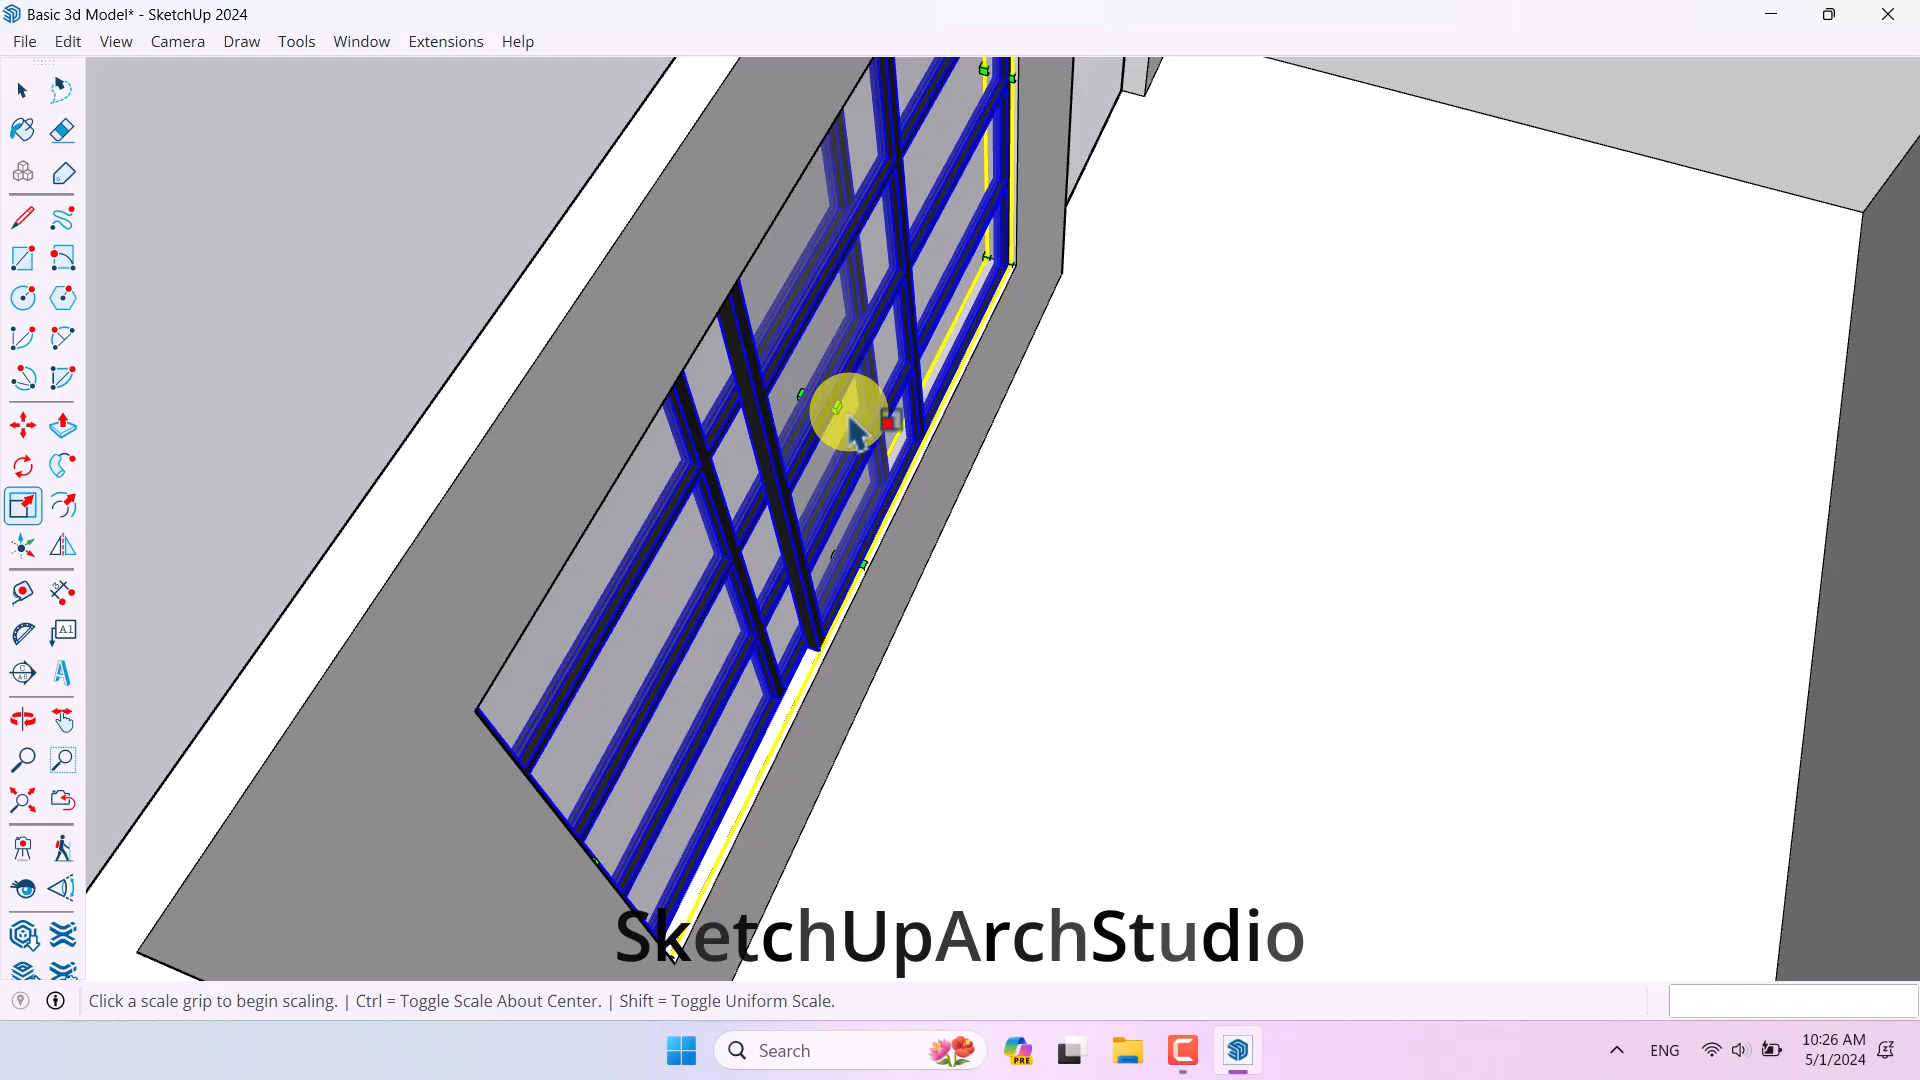 Basic 3d Model* - SketchUp 2024
File Edit View Camera Draw Tools Window Extensions Help
A1
C
A-B
SketchUpArchStudio
Click a scale grip to begin scaling. | Ctrl = Toggle Scale About Center. | Shift = Toggle Uniform Scale.
Search
PRE
ENG
10:26 AM
5/1/2024